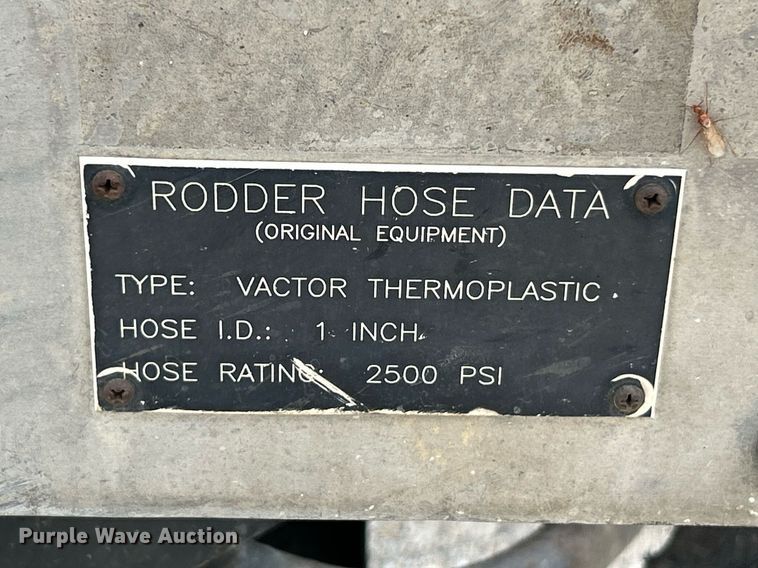 RODDER HOSE DATA
(ORIGINAL EQUIPMENT)
TYPE: VACTOR THERMOPLASTIC
HOSE I.D.: 1 INCH
HOSE RATING: 2500 PSI
Purple Wave Auction